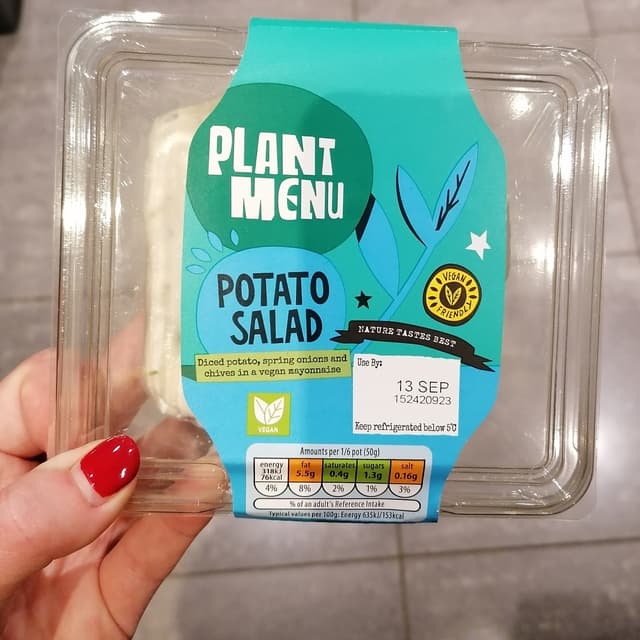 PLANT
MENU
POTATO
SALAD
Diced potato, spring onions and
chives in a vegan mayonnaise
VEGAN
FRIENDLY
NATURE TASTES BEST
Use By:
13 SEP
152420923
Keep refrigerated below 5°C
VEGAN
Amounts per 1/6 pot (50g)
energy fat saturates sugars salt
318kJ
76kcal 5.5g 0.4g 1.3g 0.16g
4% 8% 2% 1% 3%
% of an adult's Reference Intake
Typical values per 100g: Energy 635kJ/153kcal